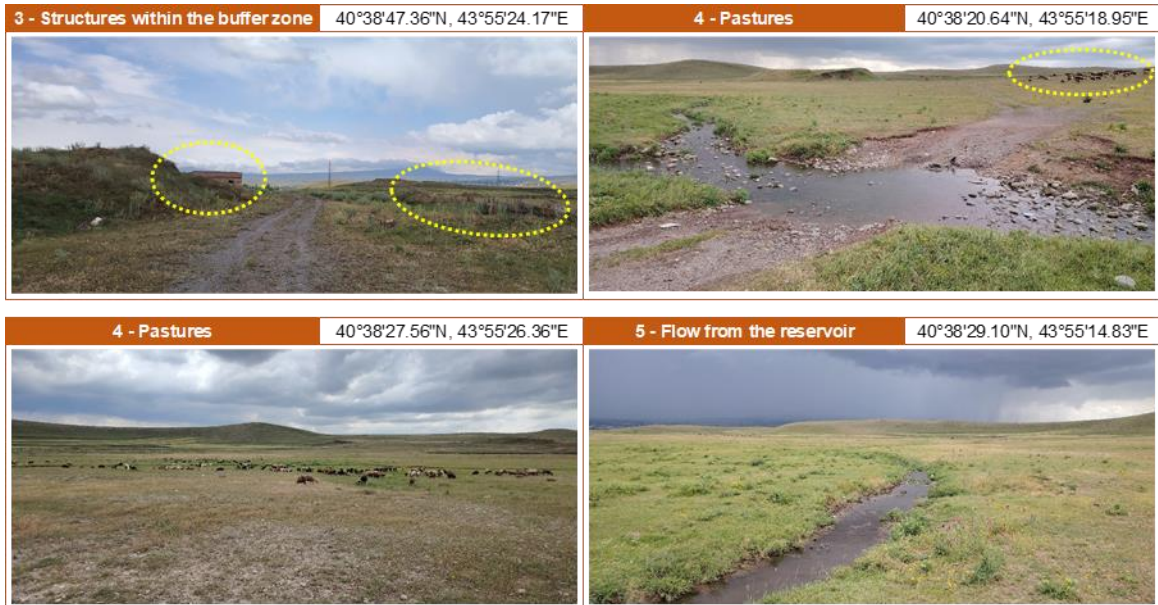 3 - Structures within the buffer zone 40°38'47.36"N, 43°55'24.17"E
4 - Pastures 40°38'20.64"N, 43°55'18.95"E
4 - Pastures 40°38'27.56"N, 43°55'26.36"E
5 - Flow from the reservoir 40°38'29.10"N, 43°55'14.83"E